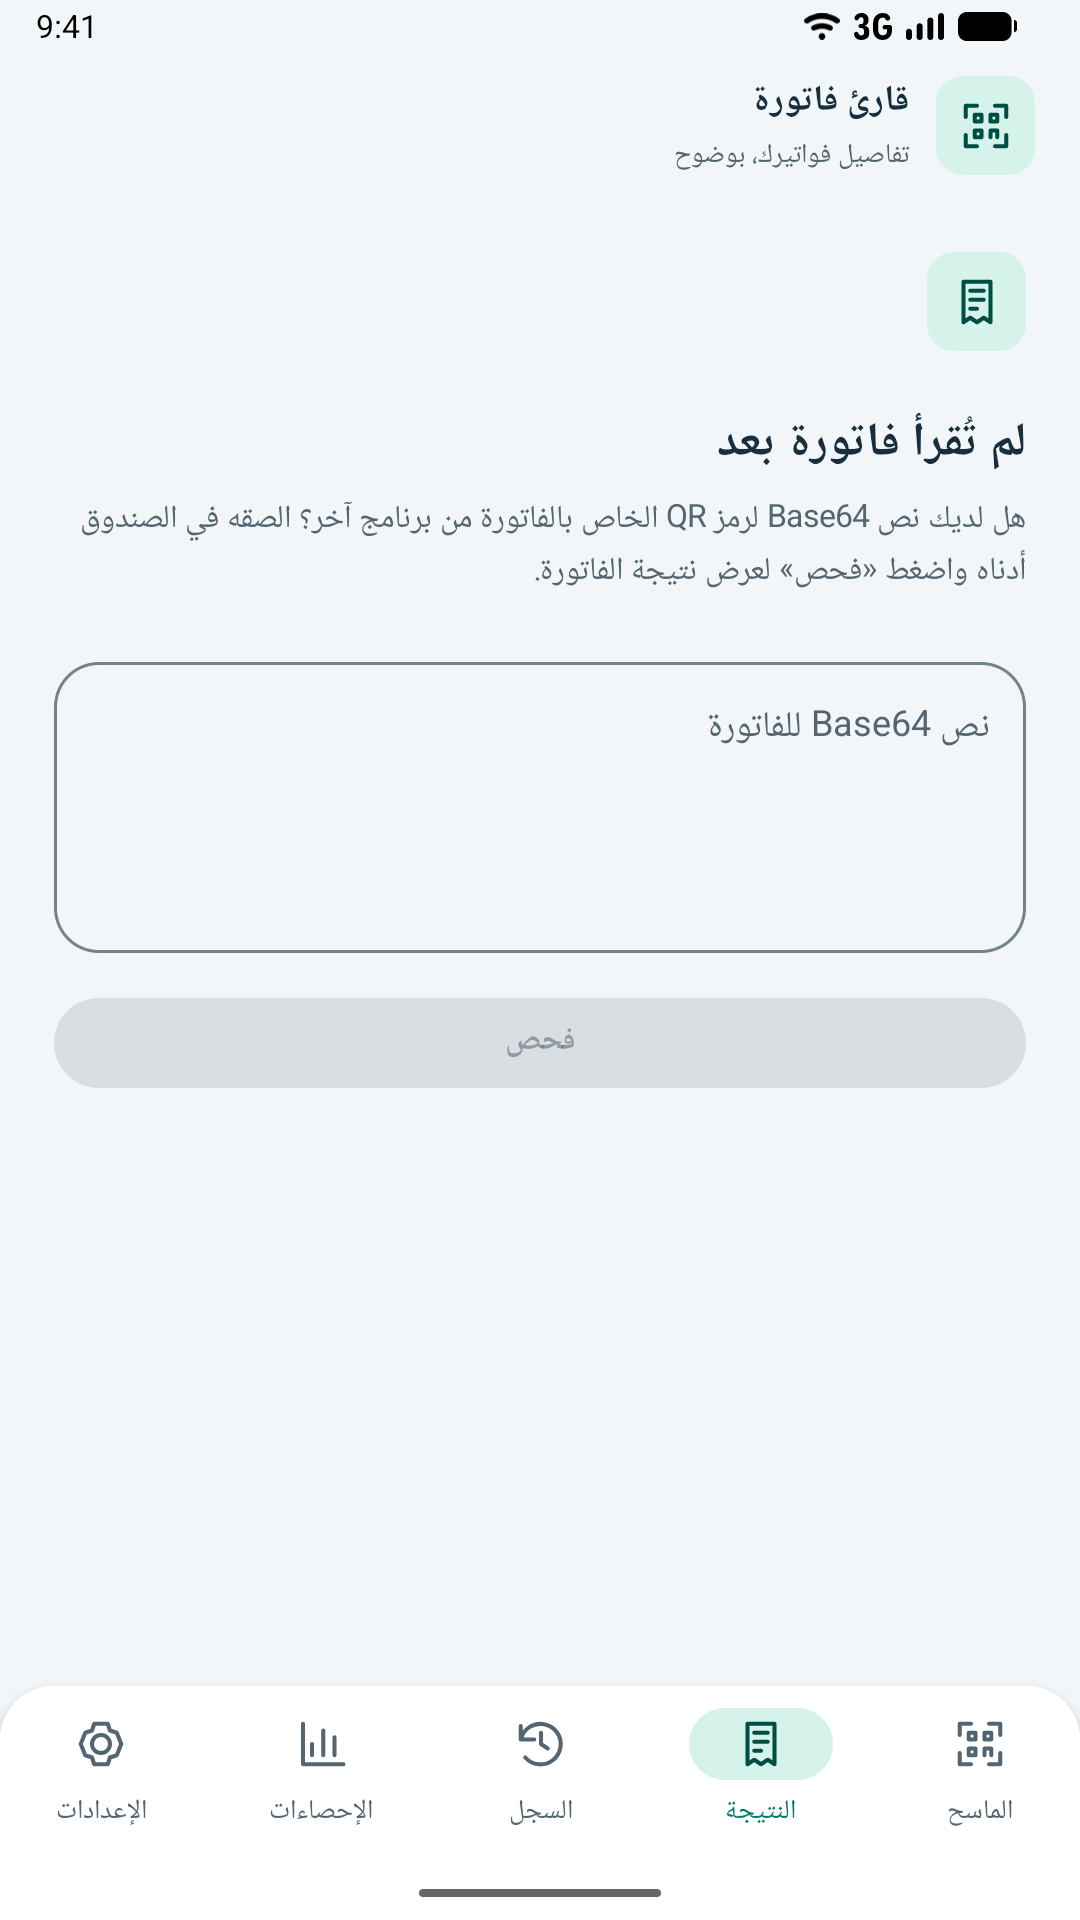 9:41
3G
قارئ فاتورة
تفاصيل فواتيرك، بوضوح
لم تُقرأ فاتورة بعد
هل لديك نص Base64 لرمز QR الخاص بالفاتورة من برنامج آخر؟ الصقه في الصندوق
أدناه واضغط «فحص» لعرض نتيجة الفاتورة.
نص Base64 للفاتورة
فحص
الماسح
النتيجة
السجل
الإحصاءات
الإعدادات